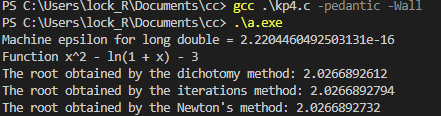 PS C:\Users\lock_R\Documents\cc> gcc .\kp4.c -pedantic -Wall
PS C:\Users\lock_R\Documents\cc> .\a.exe
Machine epsilon for long double = 2.2204460492503131e-16
Function x^2 - ln(1 + x) - 3
The root obtained by the dichotomy method: 2.0266892612
The root obtained by the iterations method: 2.0266892794
The root obtained by the Newton's method: 2.0266892732